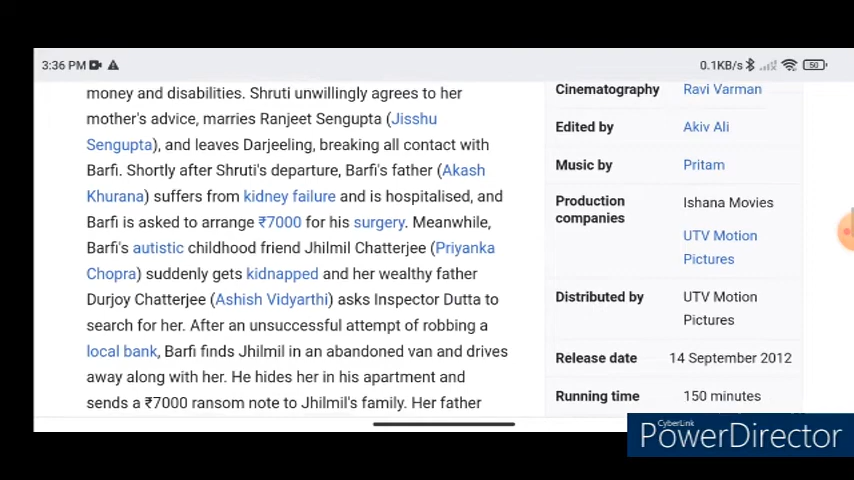 3:36 PM
0.1KB/s
50
money and disabilities. Shruti unwillingly agrees to her
mother's advice, marries Ranjeet Sengupta (Jisshu
Sengupta), and leaves Darjeeling, breaking all contact with
Barfi. Shortly after Shruti's departure, Barfi's father (Akash
Khurana) suffers from kidney failure and is hospitalised, and
Barfi is asked to arrange ₹7000 for his surgery. Meanwhile,
Barfi's autistic childhood friend Jhilmil Chatterjee (Priyanka
Chopra) suddenly gets kidnapped and her wealthy father
Durjoy Chatterjee (Ashish Vidyarthi) asks Inspector Dutta to
search for her. After an unsuccessful attempt of robbing a
local bank, Barfi finds Jhilmil in an abandoned van and drives
away along with her. He hides her in his apartment and
sends a ₹7000 ransom note to Jhilmil's family. Her father
Cinematography Ravi Varman
Edited by Akiv Ali
Music by Pritam
Production Ishana Movies
companies UTV Motion
Pictures
Distributed by UTV Motion
Pictures
Release date 14 September 2012
Running time 150 minutes
CyberLink
PowerDirector